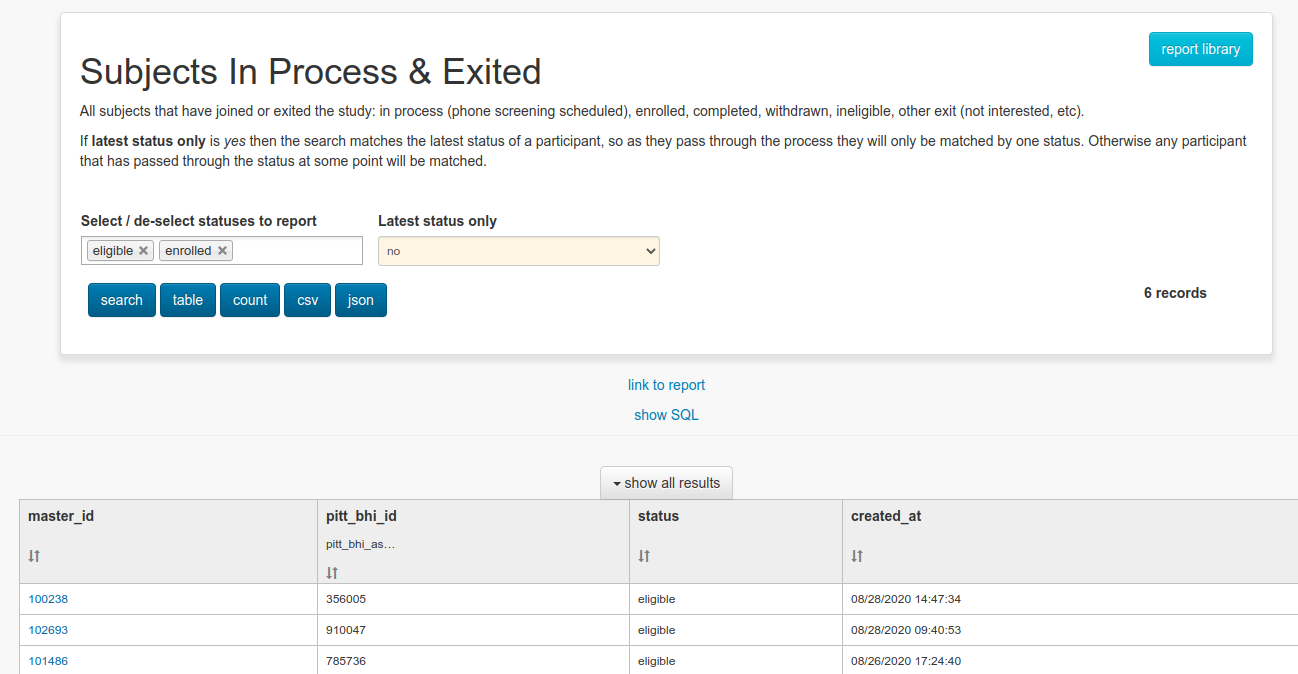 report library
Subjects In Process & Exited
All subjects that have joined or exited the study: in process (phone screening scheduled), enrolled, completed, withdrawn, ineligible, other exit (not interested, etc).
If latest status only is yes then the search matches the latest status of a participant, so as they pass through the process they will only be matched by one status. Otherwise any participant
that has passed through the status at some point will be matched.
Select / de-select statuses to report Latest status only
eligible × enrolled × no
search table count csv json 6 records
link to report
show SQL
show all results
master_id pitt_bhi_id status created_at
pitt_bhi_as…
100238 356005 eligible 08/28/2020 14:47:34
102693 910047 eligible 08/28/2020 09:40:53
101486 785736 eligible 08/26/2020 17:24:40